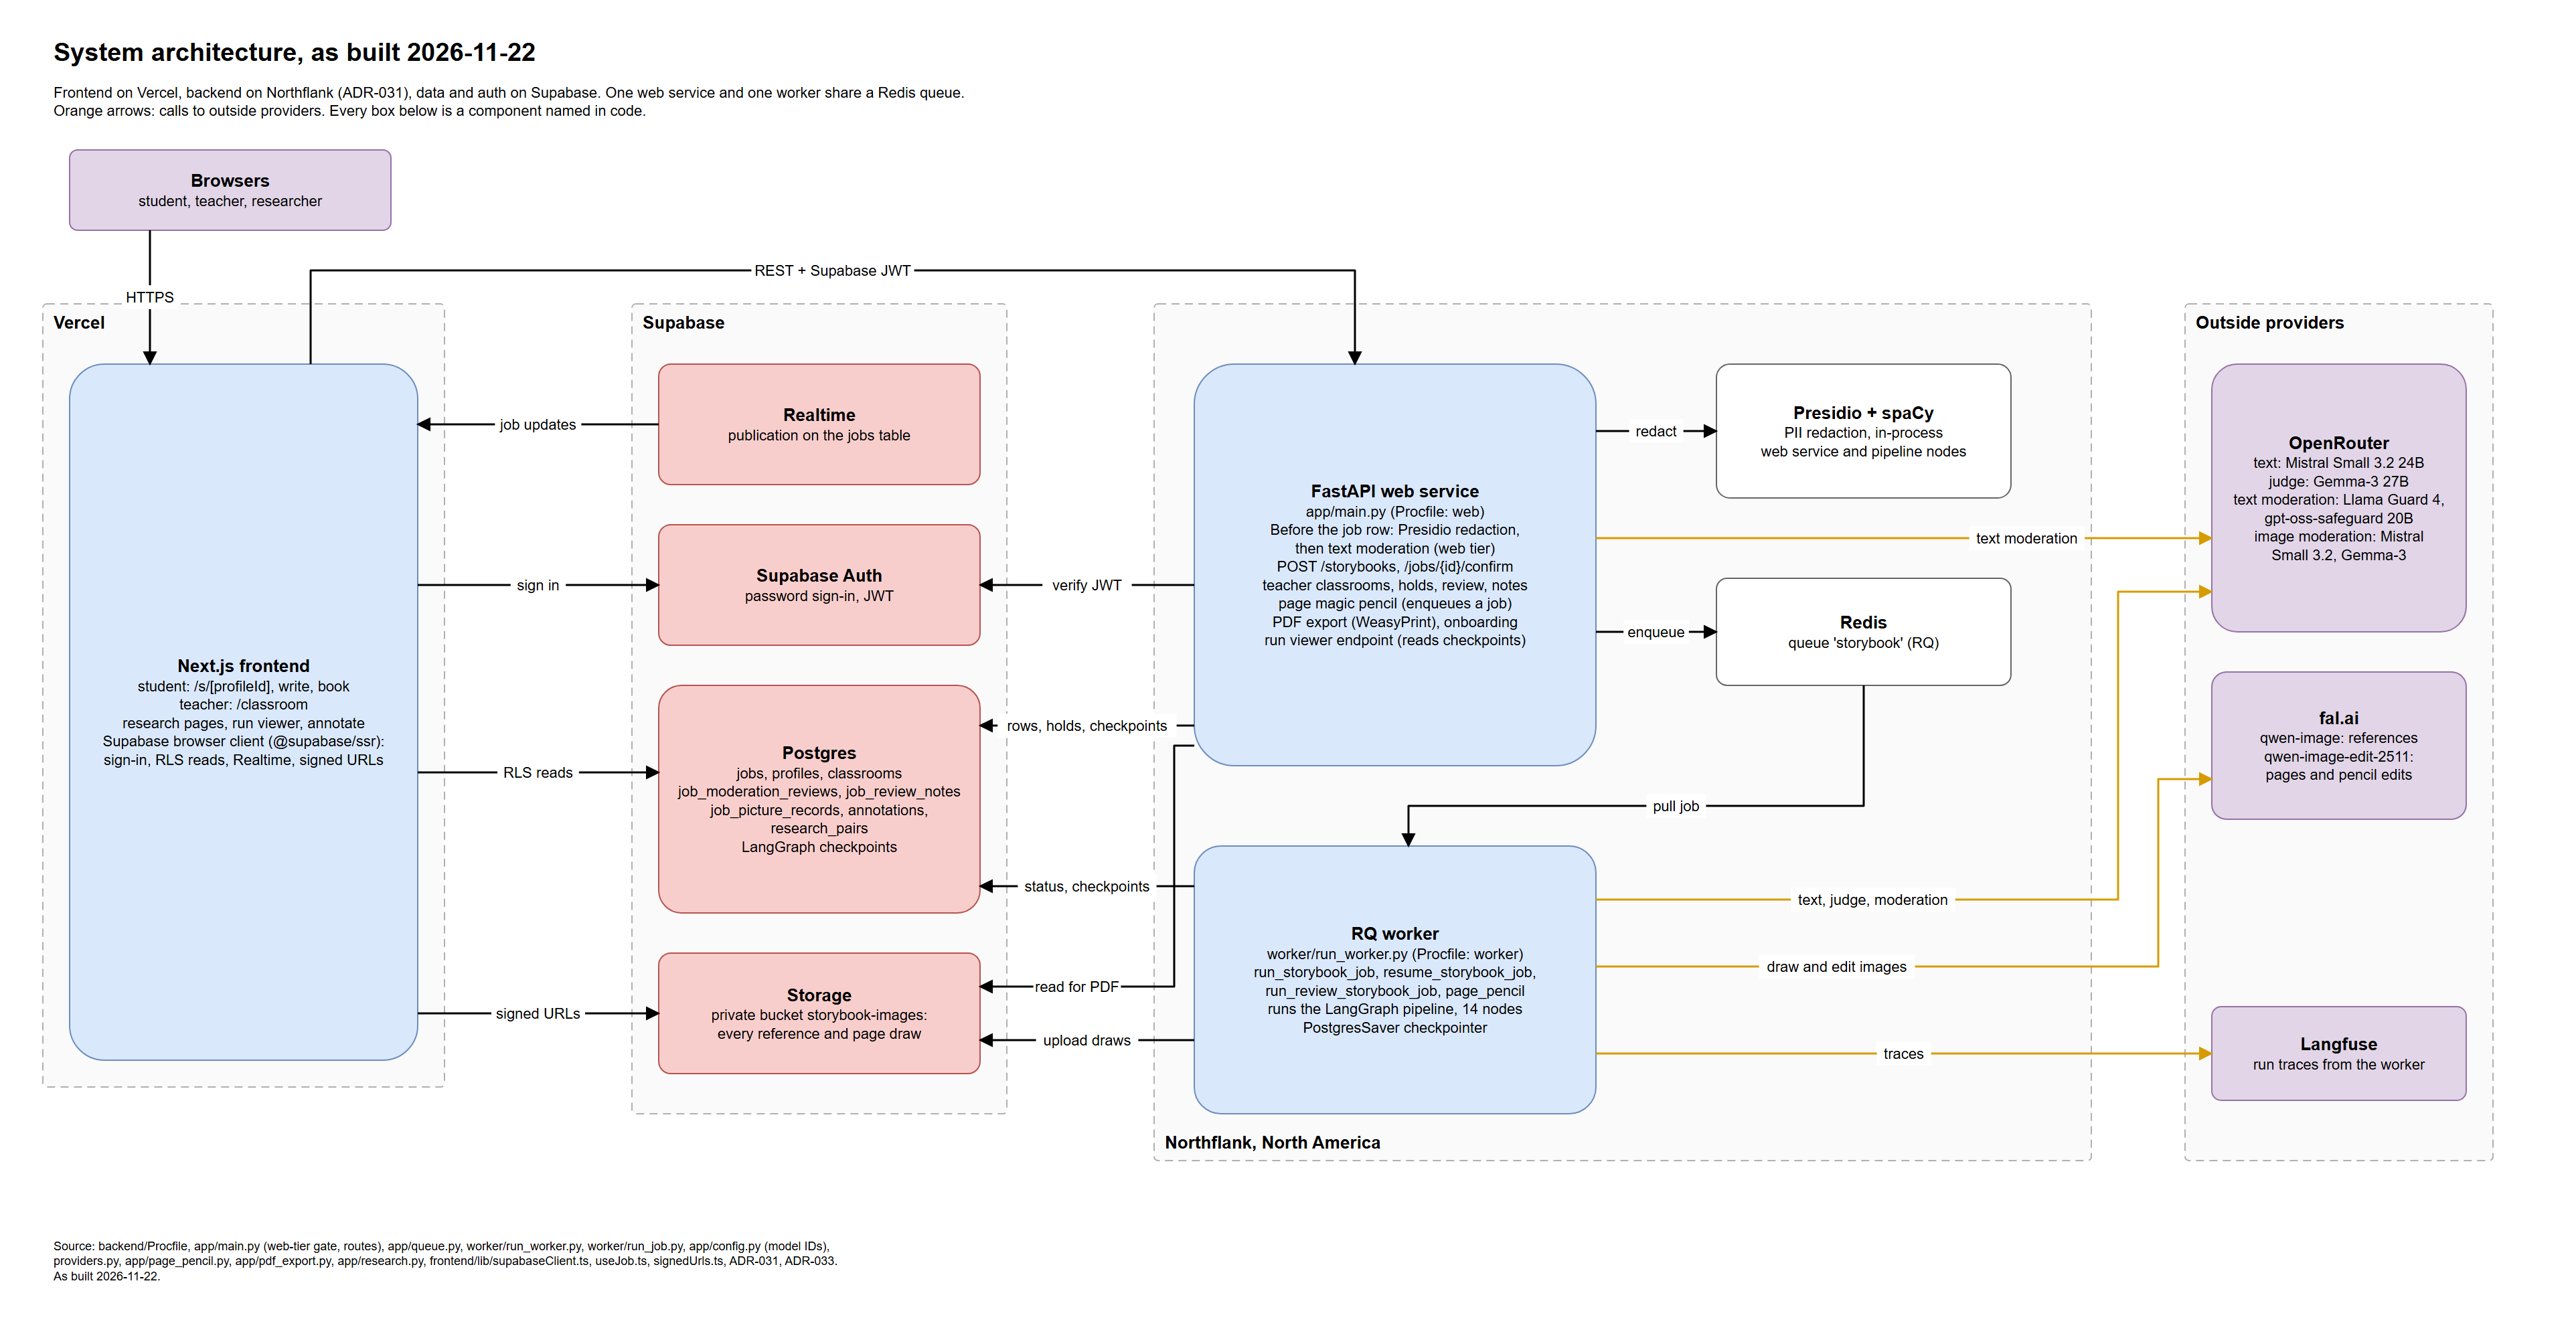 System architecture, as built 2026-11-22
Frontend on Vercel, backend on Northflank (ADR-031), data and auth on Supabase. One web service and one worker share a Redis queue.
Orange arrows: calls to outside providers. Every box below is a component named in code.
Browsers
student, teacher, researcher
HTTPS
REST + Supabase JWT
Vercel
Next.js frontend
student: /s/[profileId], write, book
teacher: /classroom
research pages, run viewer, annotate
Supabase browser client (@supabase/ssr):
sign-in, RLS reads, Realtime, signed URLs
job updates
sign in
RLS reads
signed URLs
Supabase
Realtime
publication on the jobs table
Supabase Auth
password sign-in, JWT
Postgres
jobs, profiles, classrooms
job_moderation_reviews, job_review_notes
job_picture_records, annotations,
research_pairs
LangGraph checkpoints
Storage
private bucket storybook-images:
every reference and page draw
verify JWT
rows, holds, checkpoints
status, checkpoints
read for PDF
upload draws
FastAPI web service
app/main.py (Procfile: web)
Before the job row: Presidio redaction,
then text moderation (web tier)
POST /storybooks, /jobs/{id}/confirm
teacher classrooms, holds, review, notes
page magic pencil (enqueues a job)
PDF export (WeasyPrint), onboarding
run viewer endpoint (reads checkpoints)
redact
Presidio + spaCy
PII redaction, in-process
web service and pipeline nodes
text moderation
enqueue
Redis
queue 'storybook' (RQ)
pull job
RQ worker
worker/run_worker.py (Procfile: worker)
run_storybook_job, resume_storybook_job,
run_review_storybook_job, page_pencil
runs the LangGraph pipeline, 14 nodes
PostgresSaver checkpointer
text, judge, moderation
draw and edit images
traces
Northflank, North America
Outside providers
OpenRouter
text: Mistral Small 3.2 24B
judge: Gemma-3 27B
text moderation: Llama Guard 4,
gpt-oss-safeguard 20B
image moderation: Mistral
Small 3.2, Gemma-3
fal.ai
qwen-image: references
qwen-image-edit-2511:
pages and pencil edits
Langfuse
run traces from the worker
Source: backend/Procfile, app/main.py (web-tier gate, routes), app/queue.py, worker/run_worker.py, worker/run_job.py, app/config.py (model IDs),
providers.py, app/page_pencil.py, app/pdf_export.py, app/research.py, frontend/lib/supabaseClient.ts, useJob.ts, signedUrls.ts, ADR-031, ADR-033.
As built 2026-11-22.